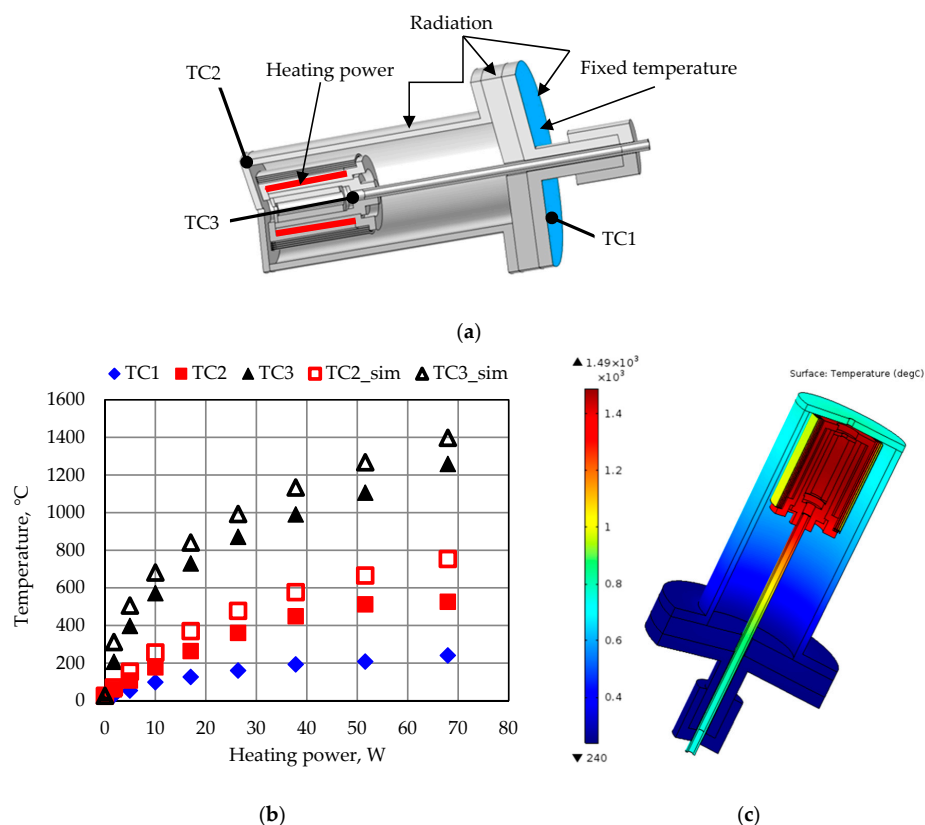 Radiation
TC2
Heating power
Fixed temperature
TC3
TC1
(a)
TC1 TC2 TC3 TC2_sim TC3_sim
Temperature, °C
1600
1400
1200
1000
800
600
400
200
0
0 10 20 30 40 50 60 70 80
Heating power, W
(b)
▲ 1.49×10³
×10³
Surface: Temperature (degC)
1.4
1.2
1
0.8
0.6
0.4
▼ 240
(c)